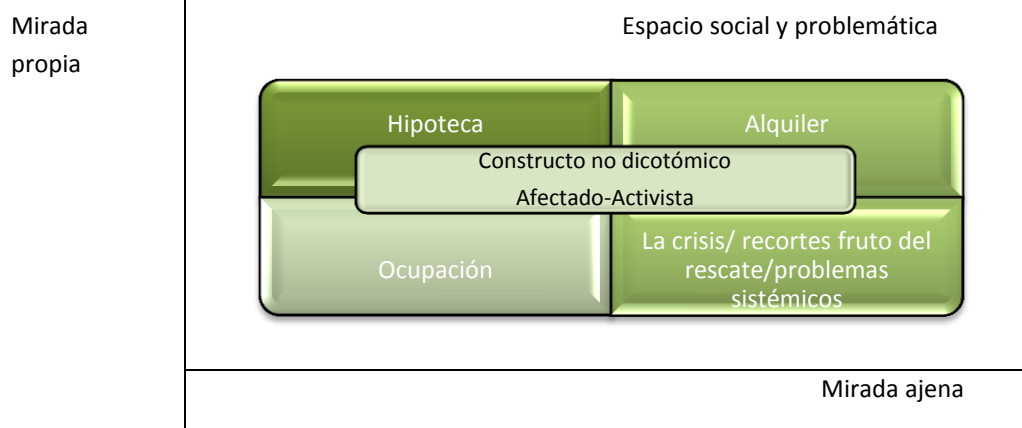 Mirada
propia
Espacio social y problemática
Hipoteca
Alquiler
Constructo no dicotómico
Afectado-Activista
Ocupación
La crisis/ recortes fruto del
rescate/problemas
sistémicos
Mirada ajena